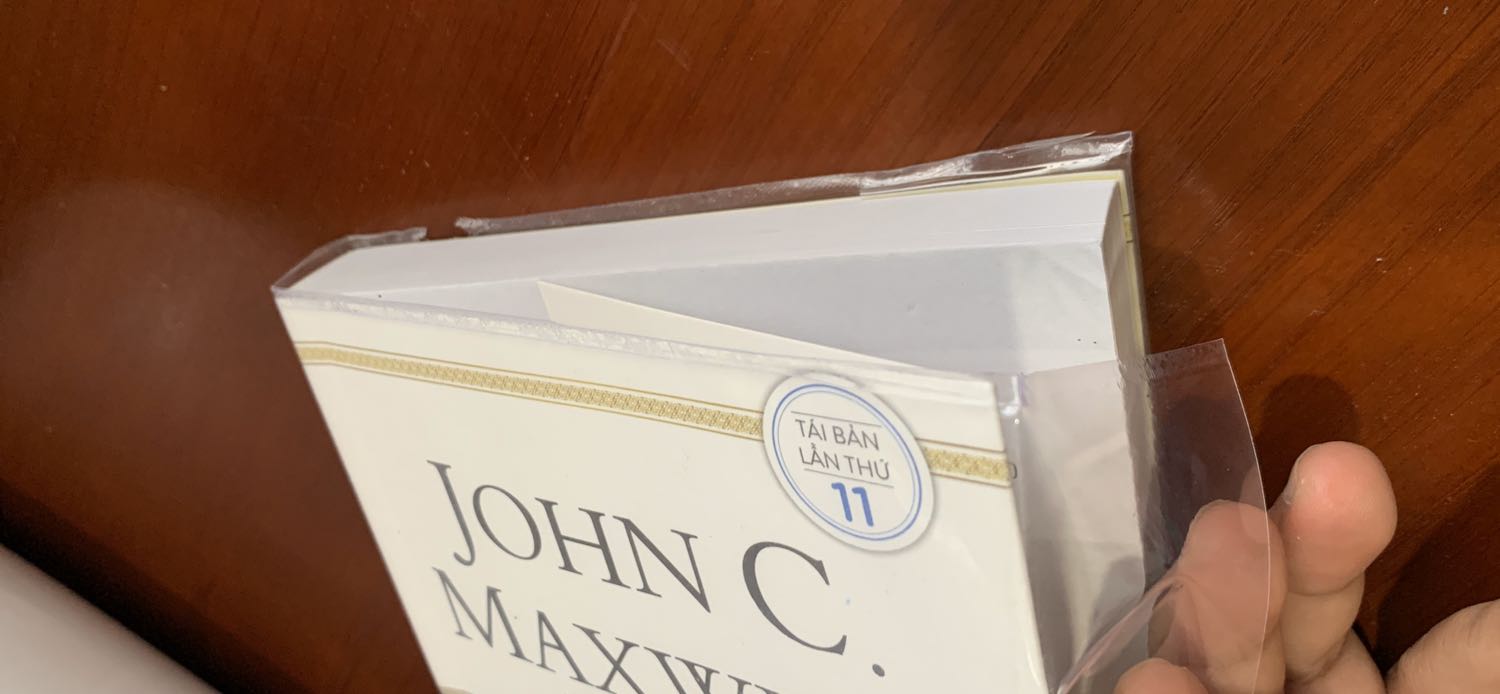 TÁI BẢN
LẦN THỨ
11
JOHN C.